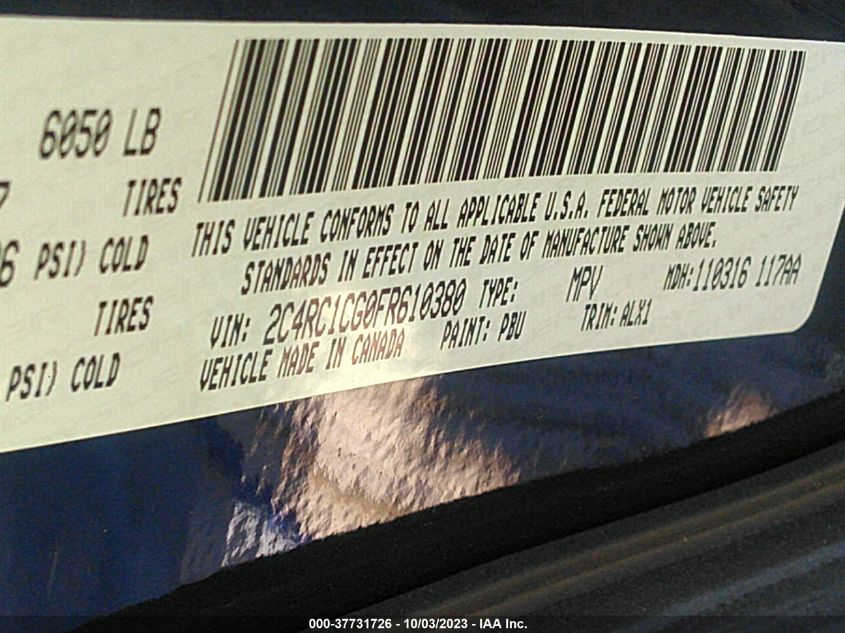 6050 LB
7 TIRES
6 PSI) COLD
TIRES
PSI) COLD
THIS VEHICLE CONFORMS TO ALL APPLICABLE U.S.A. FEDERAL MOTOR VEHICLE SAFETY
STANDARDS IN EFFECT ON THE DATE OF MANUFACTURE SHOWN ABOVE.
VIN: 2C4RC1CG0FR610380 TYPE: MPV MDH:110316 117AA
VEHICLE MADE IN CANADA PAINT: PBU TRIM: ALX1
000-37731726 - 10/03/2023 - IAA Inc.